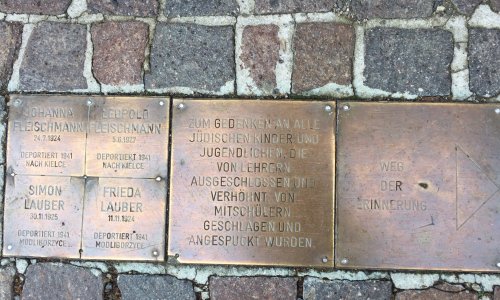 JOHANNA
FLEISCHMANN
24.7.1924
DEPORTIERT 1941
NACH KIELCE
LEOPOLD
FLEISCHMANN
5.6.1927
DEPORTIERT 1941
NACH KIELCE
SIMON
LAUBER
30.11.1925
DEPORTIERT 1941
MODLIBORZYCE
FRIEDA
LAUBER
11.11.1924
DEPORTIERT 1941
MODLIBORZYCE
ZUM GEDENKEN AN ALLE
JÜDISCHEN KINDER UND
JUGENDLICHEN, DIE
VON LEHRERN
AUSGESCHLOSSEN UND
VERHÖHNT, VON
MITSCHÜLERN
GESCHLAGEN UND
ANGESPUCKT WURDEN.
WEG
DER
ERINNERUNG